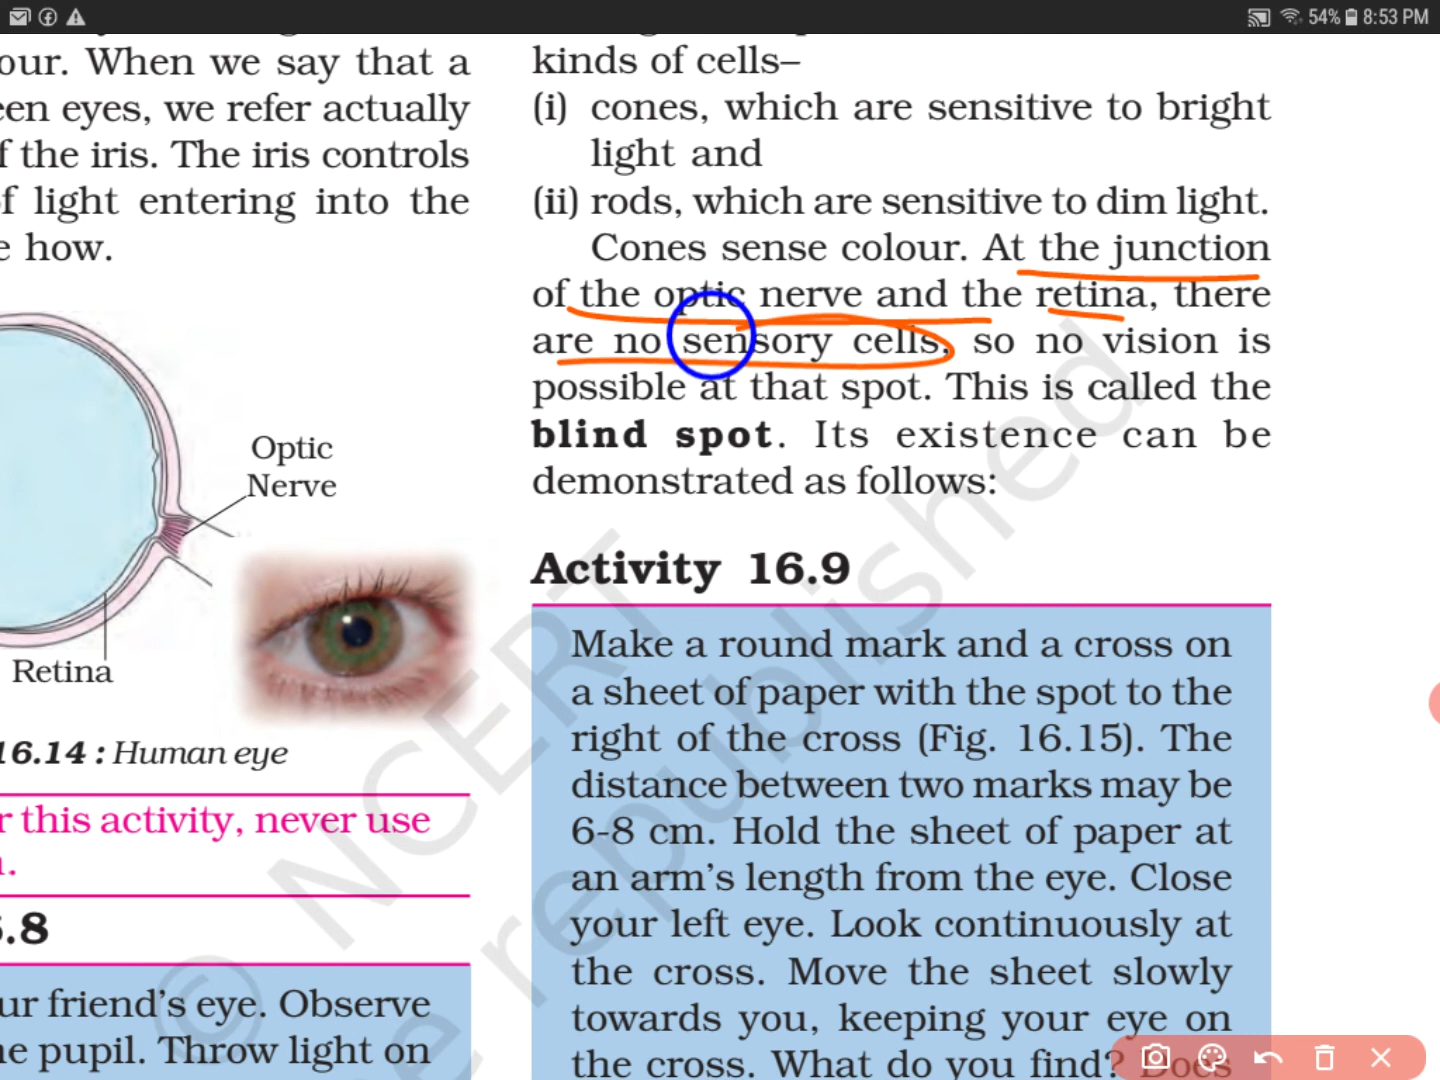 54% 8:53 PM
our. When we say that a
een eyes, we refer actually
f the iris. The iris controls
of light entering into the
e how.
Optic
Nerve
Retina
16.14 : Human eye
r this activity, never use
.8
ur friend's eye. Observe
e pupil. Throw light on
kinds of cells–
(i) cones, which are sensitive to bright
light and
(ii) rods, which are sensitive to dim light.
Cones sense colour. At the junction
of the optic nerve and the retina, there
are no sensory cells, so no vision is
possible at that spot. This is called the
blind spot. Its existence can be
demonstrated as follows:
Activity 16.9
Make a round mark and a cross on
a sheet of paper with the spot to the
right of the cross (Fig. 16.15). The
distance between two marks may be
6-8 cm. Hold the sheet of paper at
an arm's length from the eye. Close
your left eye. Look continuously at
the cross. Move the sheet slowly
towards you, keeping your eye on
the cross. What do you find? Does
© NCERT
e republished